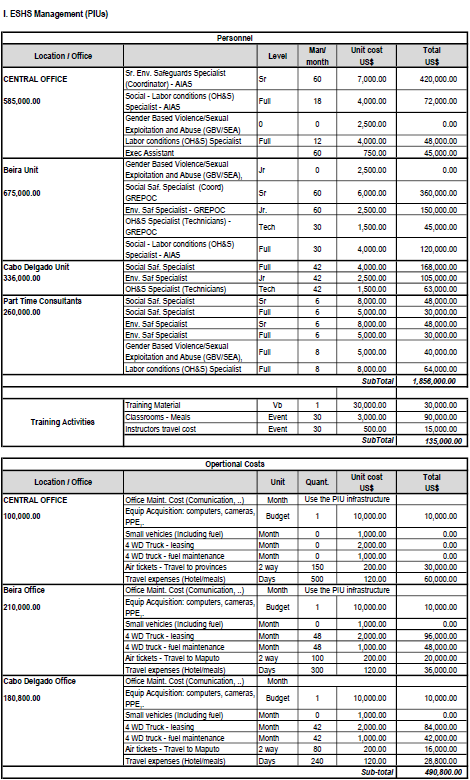 I. ESHS Management (PIUs)
Personnel
Location / Office Level Man/ month Unit cost US$ Total US$
CENTRAL OFFICE Sr. Env. Safeguards Specialist (Coordinator) - AIAS Sr 60 7,000.00 420,000.00
585,000.00 Social - Labor conditions (OH&S) Specialist - AIAS Full 18 4,000.00 72,000.00
Gender Based Violence/Sexual Exploitation and Abuse (GBV/SEA) 0 0 2,500.00 0.00
Labor conditions (OH&S) Specialist Full 12 4,000.00 48,000.00
Exec Assistant 60 750.00 45,000.00
Beira Unit Gender Based Violence/Sexual Exploitation and Abuse (GBV/SEA), Jr 0 2,500.00 0.00
675,000.00 Social Saf. Specialist (Coord) GREPOC Sr 60 6,000.00 360,000.00
Env. Saf Specialist - GREPOC Jr. 60 2,500.00 150,000.00
OH&S Specialist (Technicians) - GREPOC Tech 30 1,500.00 45,000.00
Social - Labor conditions (OH&S) Specialist - AIAS Full 30 4,000.00 120,000.00
Cabo Delgado Unit Social Saf. Specialist Full 42 4,000.00 168,000.00
336,000.00 Env. Saf Specialist Jr 42 2,500.00 105,000.00
OH&S Specialist (Technicians) Tech 42 1,500.00 63,000.00
Part Time Consultants Social Saf. Specialist Sr 6 8,000.00 48,000.00
260,000.00 Social Saf. Specialist Full 6 5,000.00 30,000.00
Env. Saf Specialist Sr 6 8,000.00 48,000.00
Env. Saf Specialist Full 6 5,000.00 30,000.00
Gender Based Violence/Sexual Exploitation and Abuse (GBV/SEA), Full 8 5,000.00 40,000.00
Labor conditions (OH&S) Specialist Full 8 8,000.00 64,000.00
SubTotal 1,856,000.00
Training Activities
Training Material Vb 1 30,000.00 30,000.00
Classrooms - Meals Event 30 3,000.00 90,000.00
Instructors travel cost Event 30 500.00 15,000.00
SubTotal 135,000.00
Opertional Costs
Location / Office Unit Quant. Unit cost US$ Total US$
CENTRAL OFFICE Office Maint. Cost (Comunication, ..) Month Use the PIU infrastructure
100,000.00 Equip Acquisition: computers, cameras, PPE,. Budget 1 10,000.00 10,000.00
Small vehicles (Including fuel) Month 0 1,000.00 0.00
4 WD Truck - leasing Month 0 2,000.00 0.00
4 WD truck - fuel maintenance Month 0 1,000.00 0.00
Air tickets - Travel to provinces 2 way 150 200.00 30,000.00
Travel expenses (Hotel/meals) Days 500 120.00 60,000.00
Beira Office Office Maint. Cost (Comunication, ..) Month Use the PIU infrastructure
210,000.00 Equip Acquisition: computers, cameras, PPE,. Budget 1 10,000.00 10,000.00
Small vehicles (Including fuel) Month 0 1,000.00 0.00
4 WD Truck - leasing Month 48 2,000.00 96,000.00
4 WD truck - fuel maintenance Month 48 1,000.00 48,000.00
Air tickets - Travel to Maputo 2 way 100 200.00 20,000.00
Travel expenses (Hotel/meals) Days 300 120.00 36,000.00
Cabo Delgado Office Office Maint. Cost (Comunication, ..) Month
180,800.00 Equip Acquisition: computers, cameras, PPE,. Budget 1 10,000.00 10,000.00
Small vehicles (Including fuel) Month 0 1,000.00 0.00
4 WD Truck - leasing Month 42 2,000.00 84,000.00
4 WD truck - fuel maintenance Month 42 1,000.00 42,000.00
Air tickets - Travel to Maputo 2 way 80 200.00 16,000.00
Travel expenses (Hotel/meals) Days 240 120.00 28,800.00
Sub-total 490,800.00